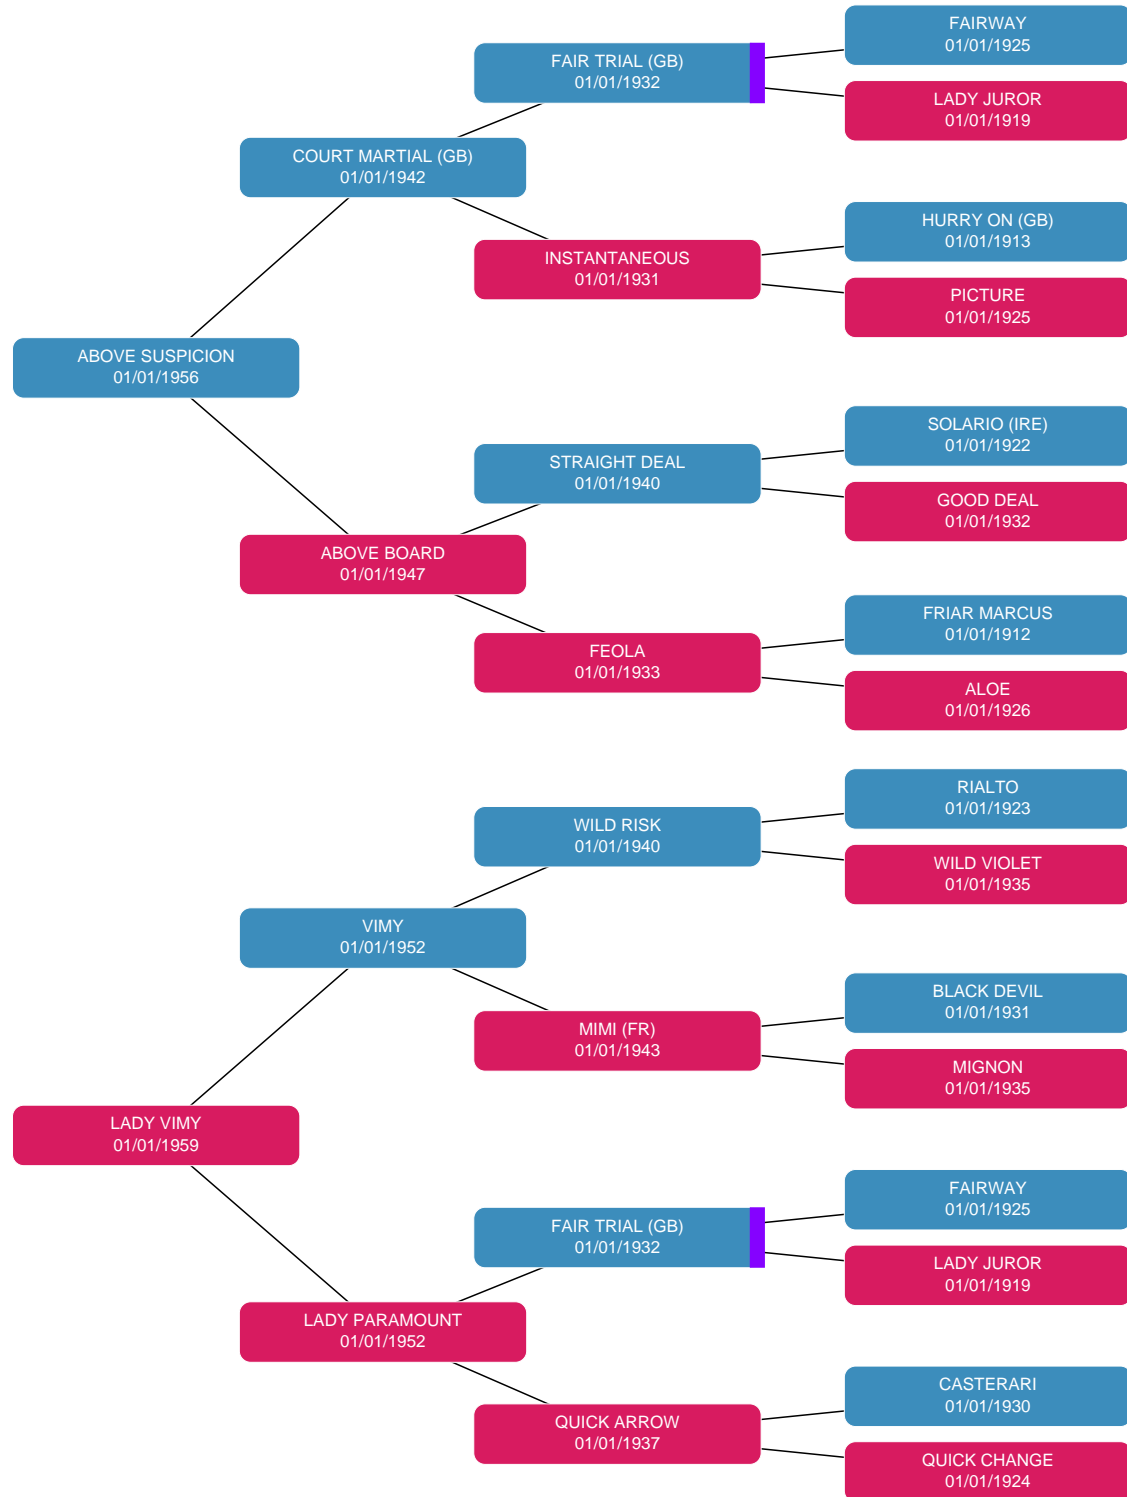 FAIRWAY
01/01/1925
FAIR TRIAL (GB)
01/01/1932
LADY JUROR
01/01/1919
COURT MARTIAL (GB)
01/01/1942
HURRY ON (GB)
01/01/1913
INSTANTANEOUS
01/01/1931
PICTURE
01/01/1925
ABOVE SUSPICION
01/01/1956
SOLARIO (IRE)
01/01/1922
STRAIGHT DEAL
01/01/1940
GOOD DEAL
01/01/1932
ABOVE BOARD
01/01/1947
FRIAR MARCUS
01/01/1912
FEOLA
01/01/1933
ALOE
01/01/1926
RIALTO
01/01/1923
WILD RISK
01/01/1940
WILD VIOLET
01/01/1935
VIMY
01/01/1952
BLACK DEVIL
01/01/1931
MIMI (FR)
01/01/1943
MIGNON
01/01/1935
LADY VIMY
01/01/1959
FAIRWAY
01/01/1925
FAIR TRIAL (GB)
01/01/1932
LADY JUROR
01/01/1919
LADY PARAMOUNT
01/01/1952
CASTERARI
01/01/1930
QUICK ARROW
01/01/1937
QUICK CHANGE
01/01/1924